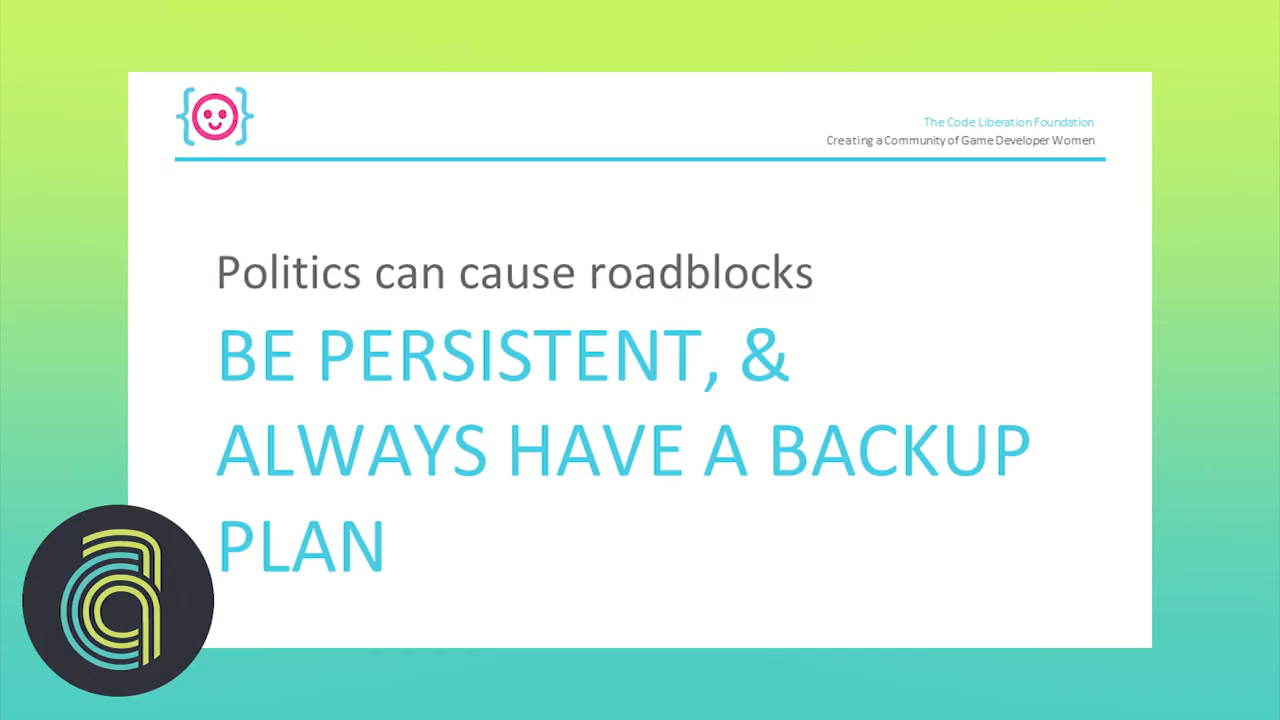 The Code Liberation Foundation
Creating a Community of Game Developer Women
Politics can cause roadblocks
BE PERSISTENT, &
ALWAYS HAVE A BACKUP
PLAN